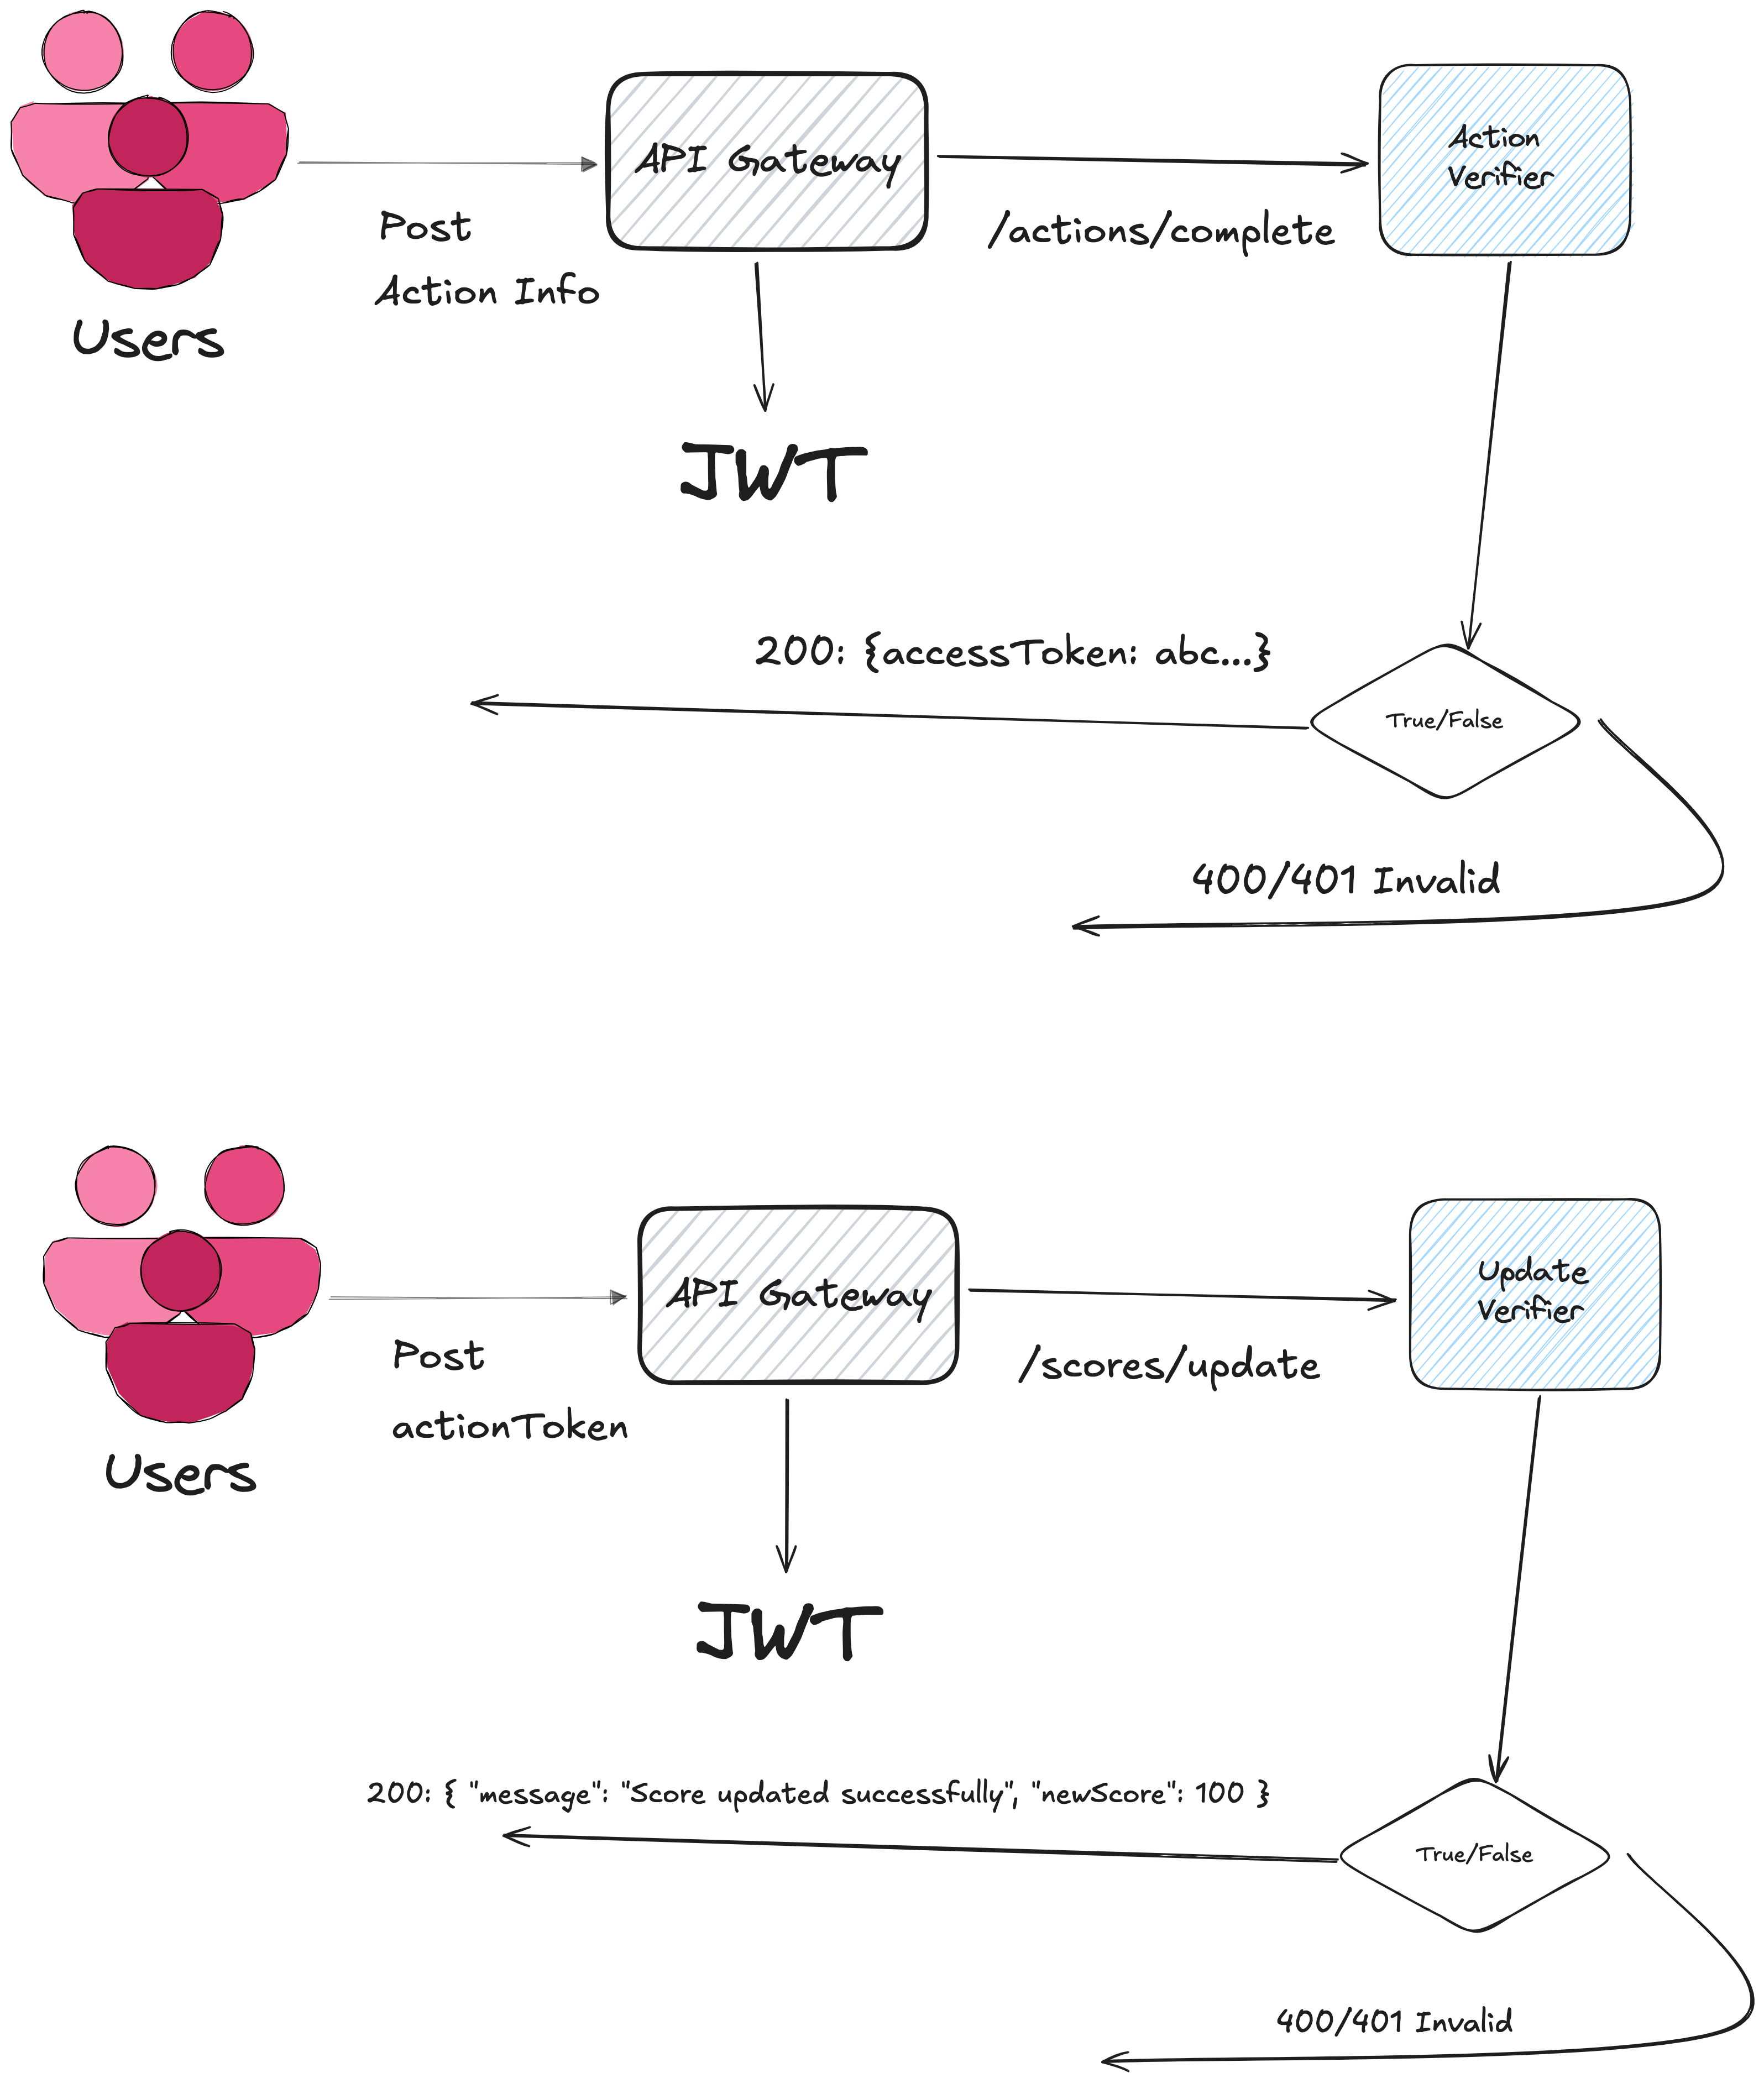 API Gateway
Action
Verifier
Post
Action Info
/actions/complete
Users
JWT
200: {accessToken: abc...}
True/False
400/401 Invalid
API Gateway
Update
Verifier
Post
actionToken
/scores/update
Users
JWT
200: { "message": "Score updated successfully", "newScore": 100 }
True/False
400/401 Invalid